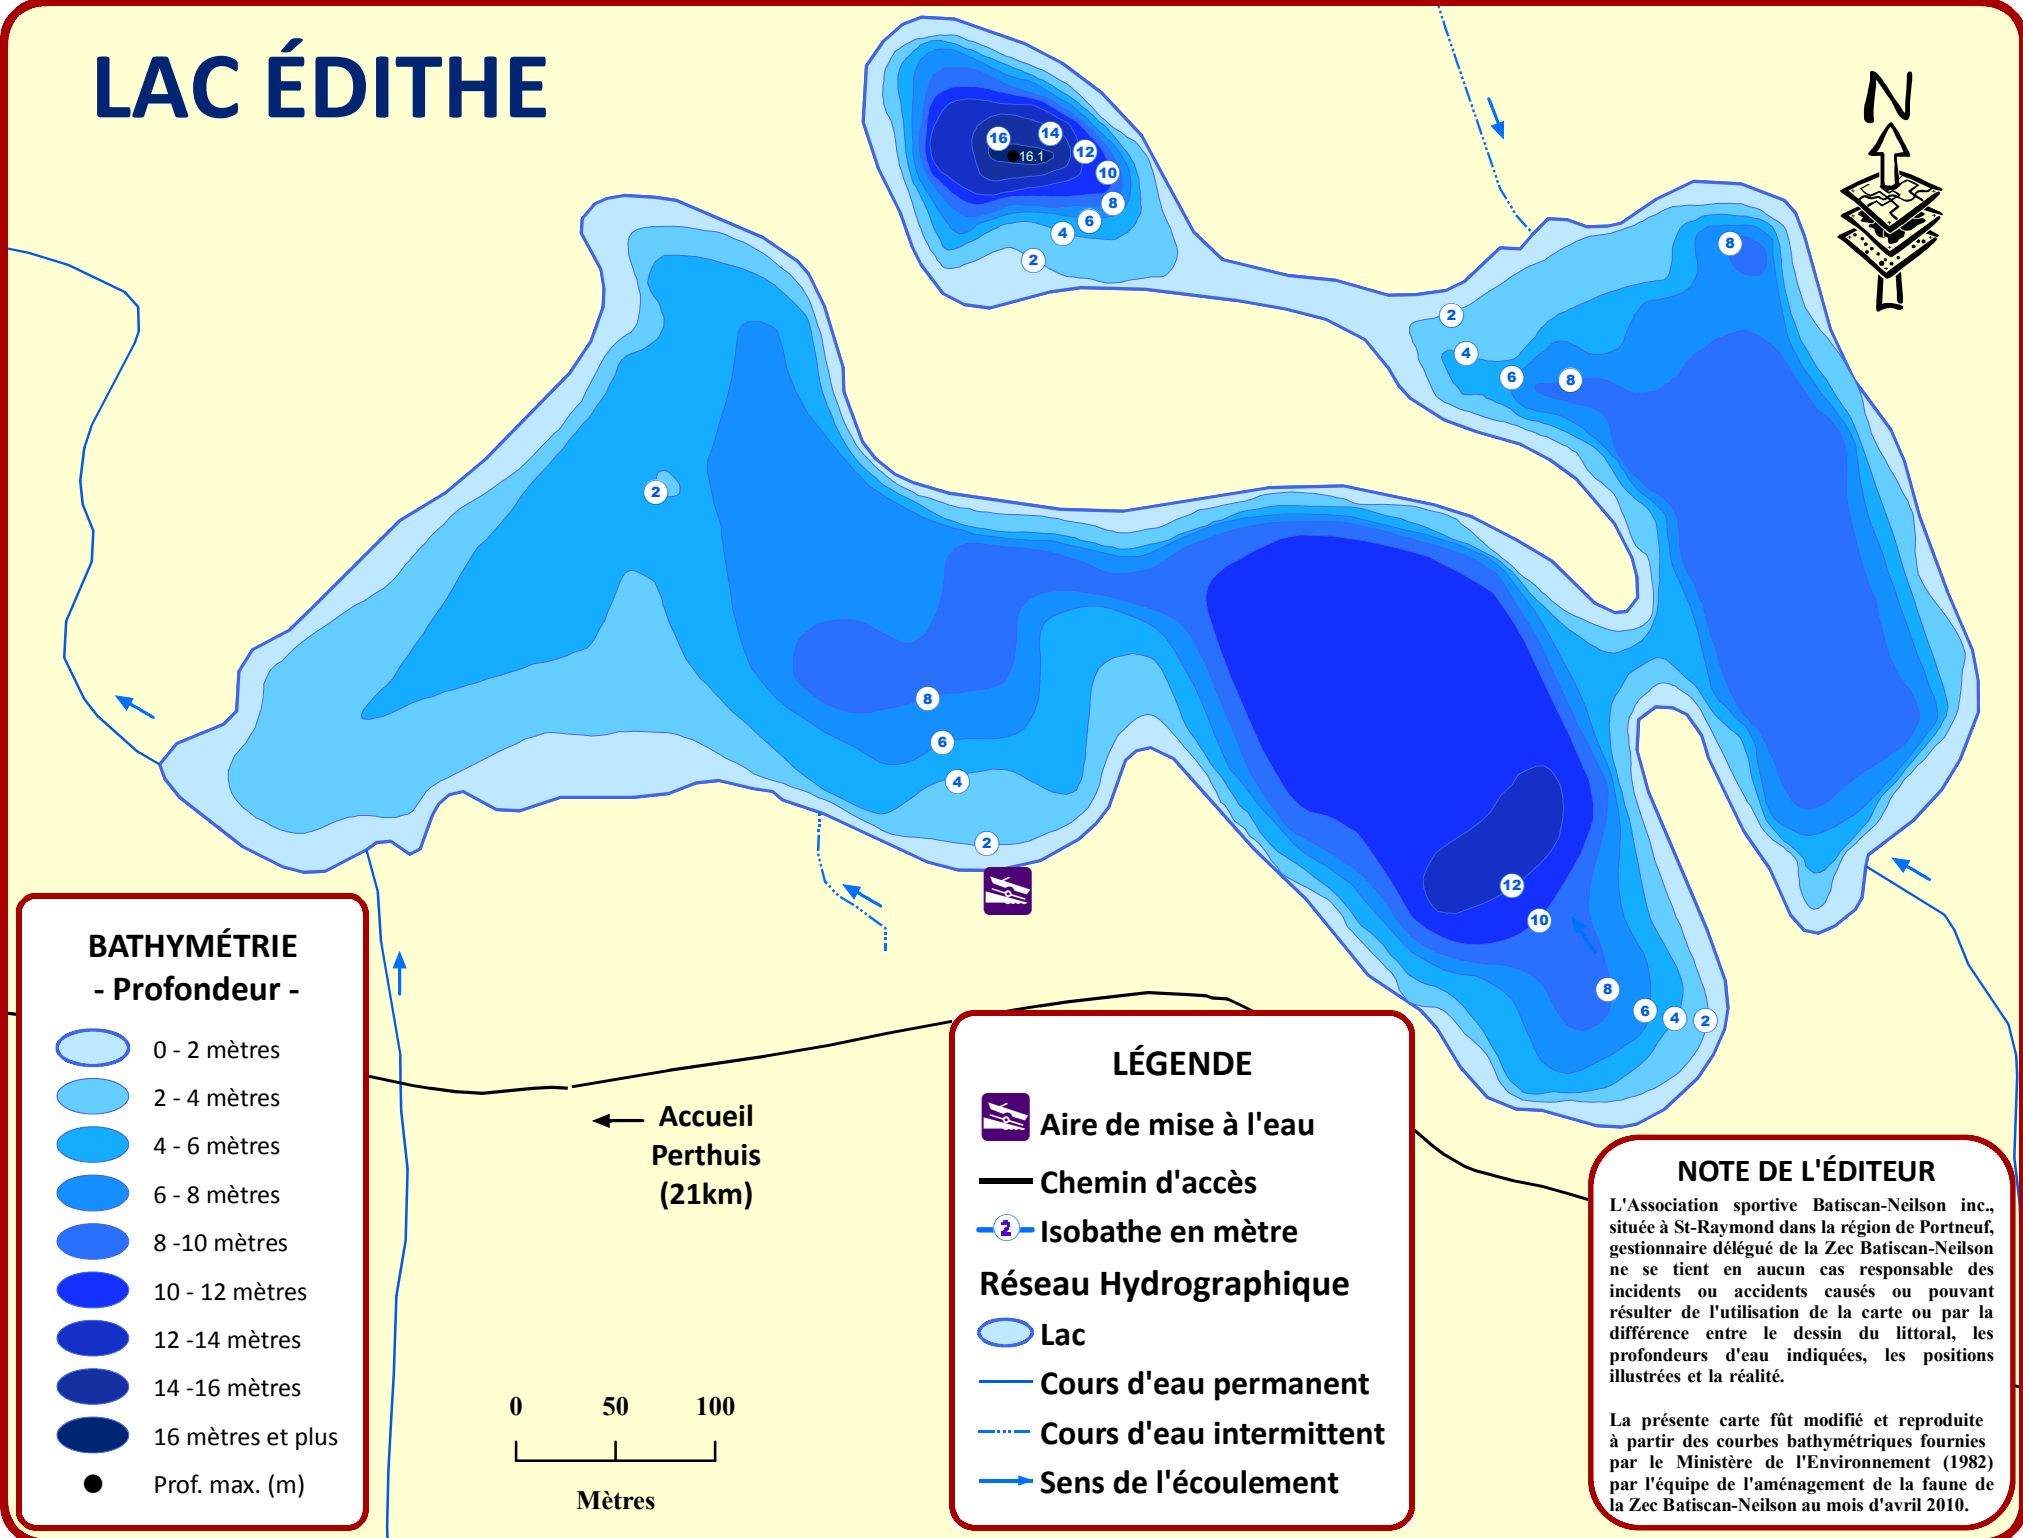 LAC ÉDITHE
N
16
14
16.1
12
10
8
6
4
2
8
2
4
6
8
2
8
6
4
2
12
10
8
6
4
2
BATHYMÉTRIE
- Profondeur -
0 - 2 mètres
2 - 4 mètres
4 - 6 mètres
6 - 8 mètres
8 -10 mètres
10 - 12 mètres
12 -14 mètres
14 -16 mètres
16 mètres et plus
Prof. max. (m)
Accueil
Perthuis
(21km)
0 50 100
Mètres
LÉGENDE
Aire de mise à l'eau
Chemin d'accès
2
Isobathe en mètre
Réseau Hydrographique
Lac
Cours d'eau permanent
Cours d'eau intermittent
Sens de l'écoulement
NOTE DE L'ÉDITEUR
L'Association sportive Batiscan-Neilson inc.,
située à St-Raymond dans la région de Portneuf,
gestionnaire délégué de la Zec Batiscan-Neilson
ne se tient en aucun cas responsable des
incidents ou accidents causés ou pouvant
résulter de l'utilisation de la carte ou par la
différence entre le dessin du littoral, les
profondeurs d'eau indiquées, les positions
illustrées et la réalité.
La présente carte fût modifié et reproduite
à partir des courbes bathymétriques fournies
par le Ministère de l'Environnement (1982)
par l'équipe de l'aménagement de la faune de
la Zec Batiscan-Neilson au mois d'avril 2010.